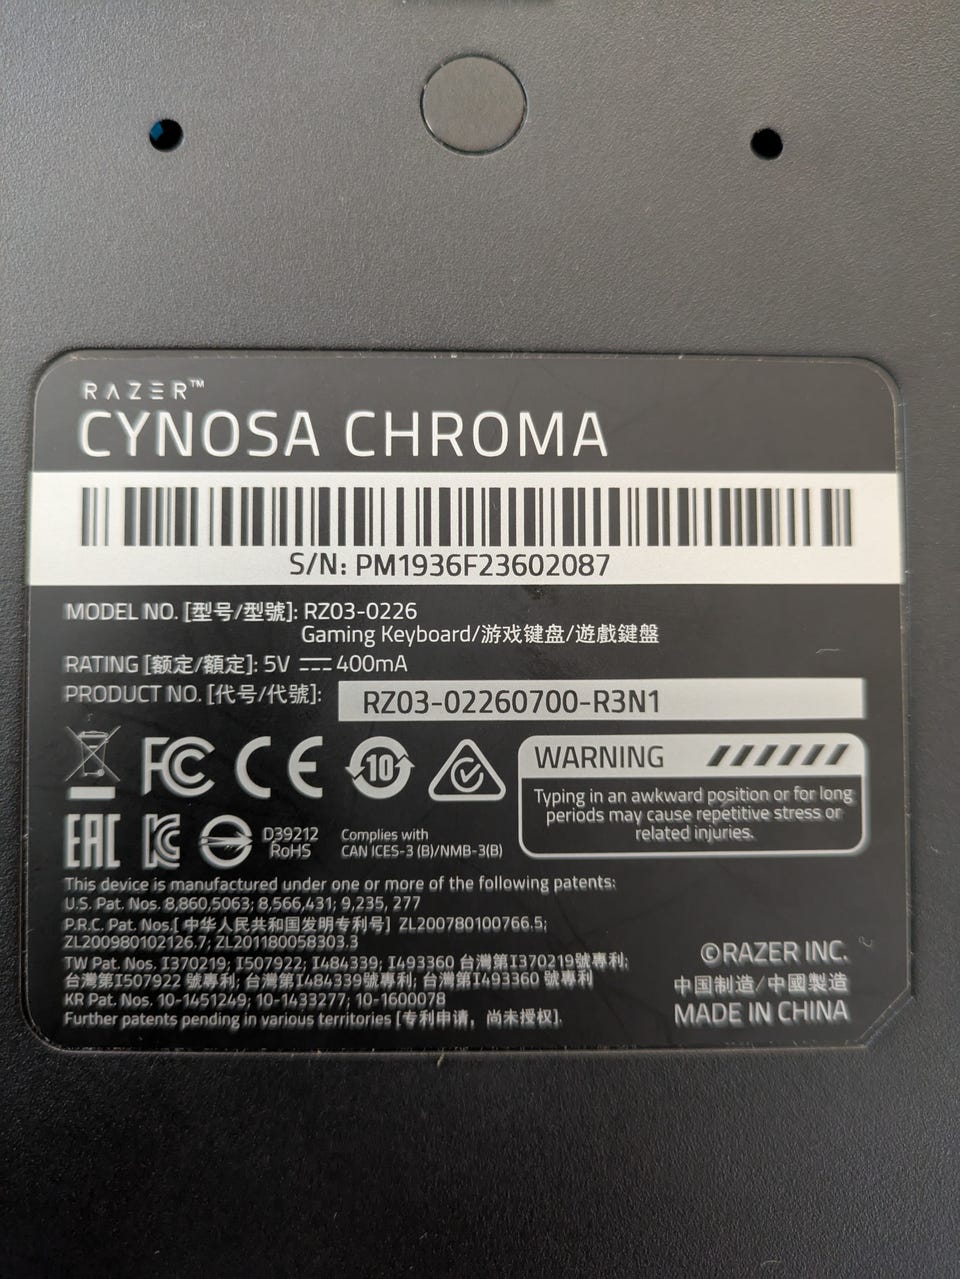 RAZER™
CYNOSA CHROMA
S/N: PM1936F23602087
MODEL NO. [型号/型號]: RZ03-0226
Gaming Keyboard/游戏键盘/遊戲鍵盤
RATING [额定/額定]: 5V ⎓ 400mA
PRODUCT NO. [代号/代號]: RZ03-02260700-R3N1
FC CE 10
WARNING
Typing in an awkward position or for long
periods may cause repetitive stress or
related injuries.
EAC KC D39212
RoHS
Complies with
CAN ICES-3 (B)/NMB-3(B)
This device is manufactured under one or more of the following patents:
U.S. Pat. Nos. 8,860,5063; 8,566,431; 9,235, 277
P.R.C. Pat. Nos.[ 中华人民共和国发明专利号] ZL200780100766.5;
ZL200980102126.7; ZL201180058303.3
TW Pat. Nos. I370219; I507922; I484339; I493360 台灣第I370219號專利;
台灣第I507922 號專利; 台灣第I484339號專利; 台灣第I493360 號專利
KR Pat. Nos. 10-1451249; 10-1433277; 10-1600078
Further patents pending in various territories [专利申请，尚未授权].
©RAZER INC.
中国制造/中國製造
MADE IN CHINA